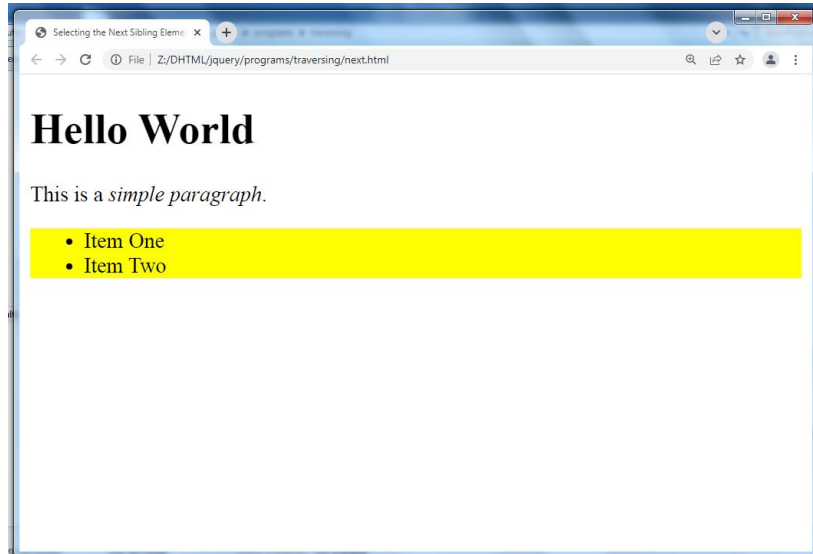 Selecting the Next Sibling Eleme
File
Z:/DHTML/jquery/programs/traversing/next.html
Hello World
This is a simple paragraph.
• Item One
• Item Two